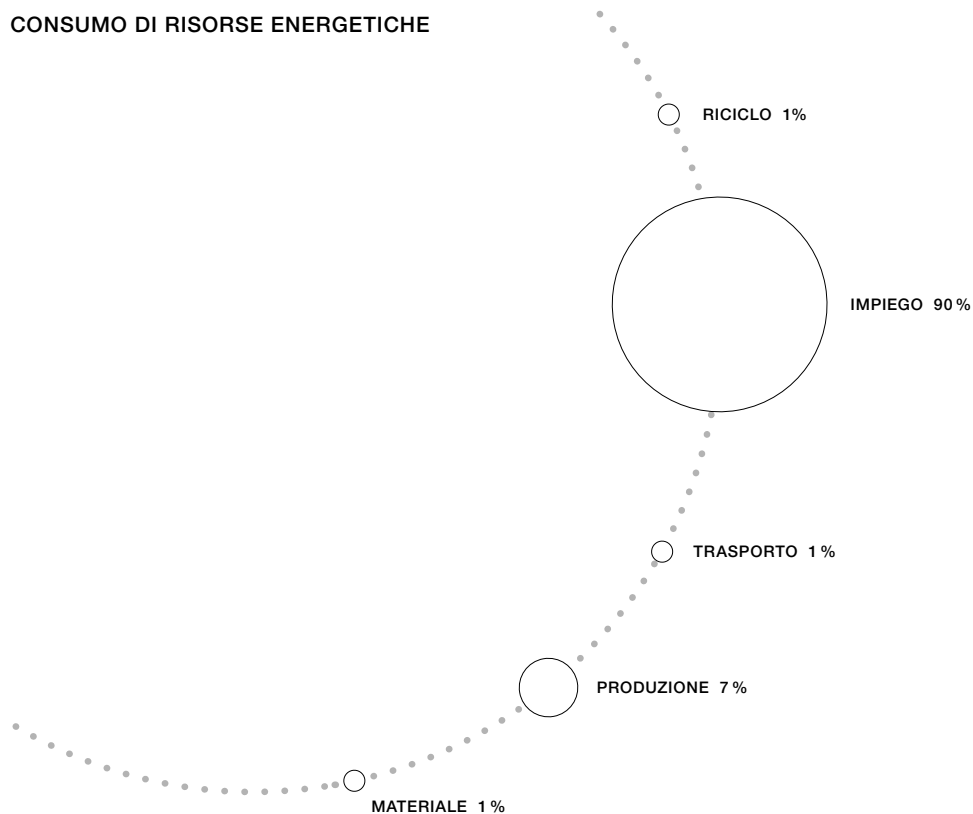 CONSUMO DI RISORSE ENERGETICHE
RICICLO 1%
IMPIEGO 90 %
TRASPORTO 1 %
PRODUZIONE 7 %
MATERIALE 1 %